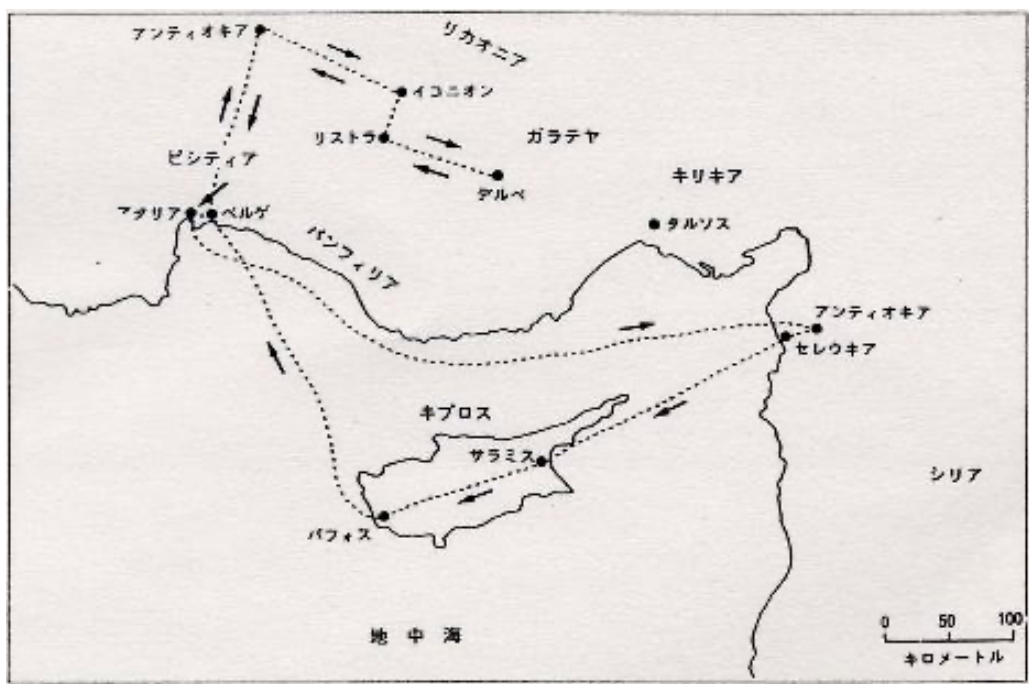 アンティオキア
リカオニア
イコニオン
リストラ
ガラテヤ
ピシティア
デルベ
キリキア
アタリア
ペルゲ
タルソス
パンフィリア
アンティオキア
セレウキア
キプロス
サラミス
シリア
パフォス
地中海
0 50 100
キロメートル